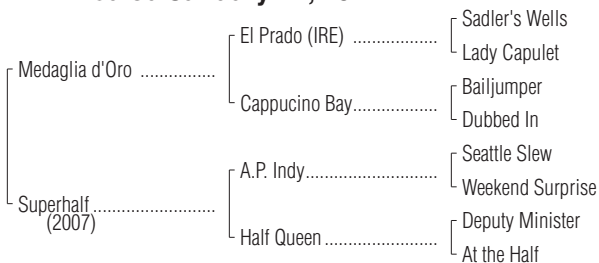 Sadler's Wells
El Prado (IRE) ...................
Lady Capulet
Medaglia d'Oro ................
Bailjumper
Cappucino Bay...................
Dubbed In
Seattle Slew
A.P. Indy............................
Weekend Surprise
Superhalf ..........................
(2007)
Deputy Minister
Half Queen ........................
At the Half